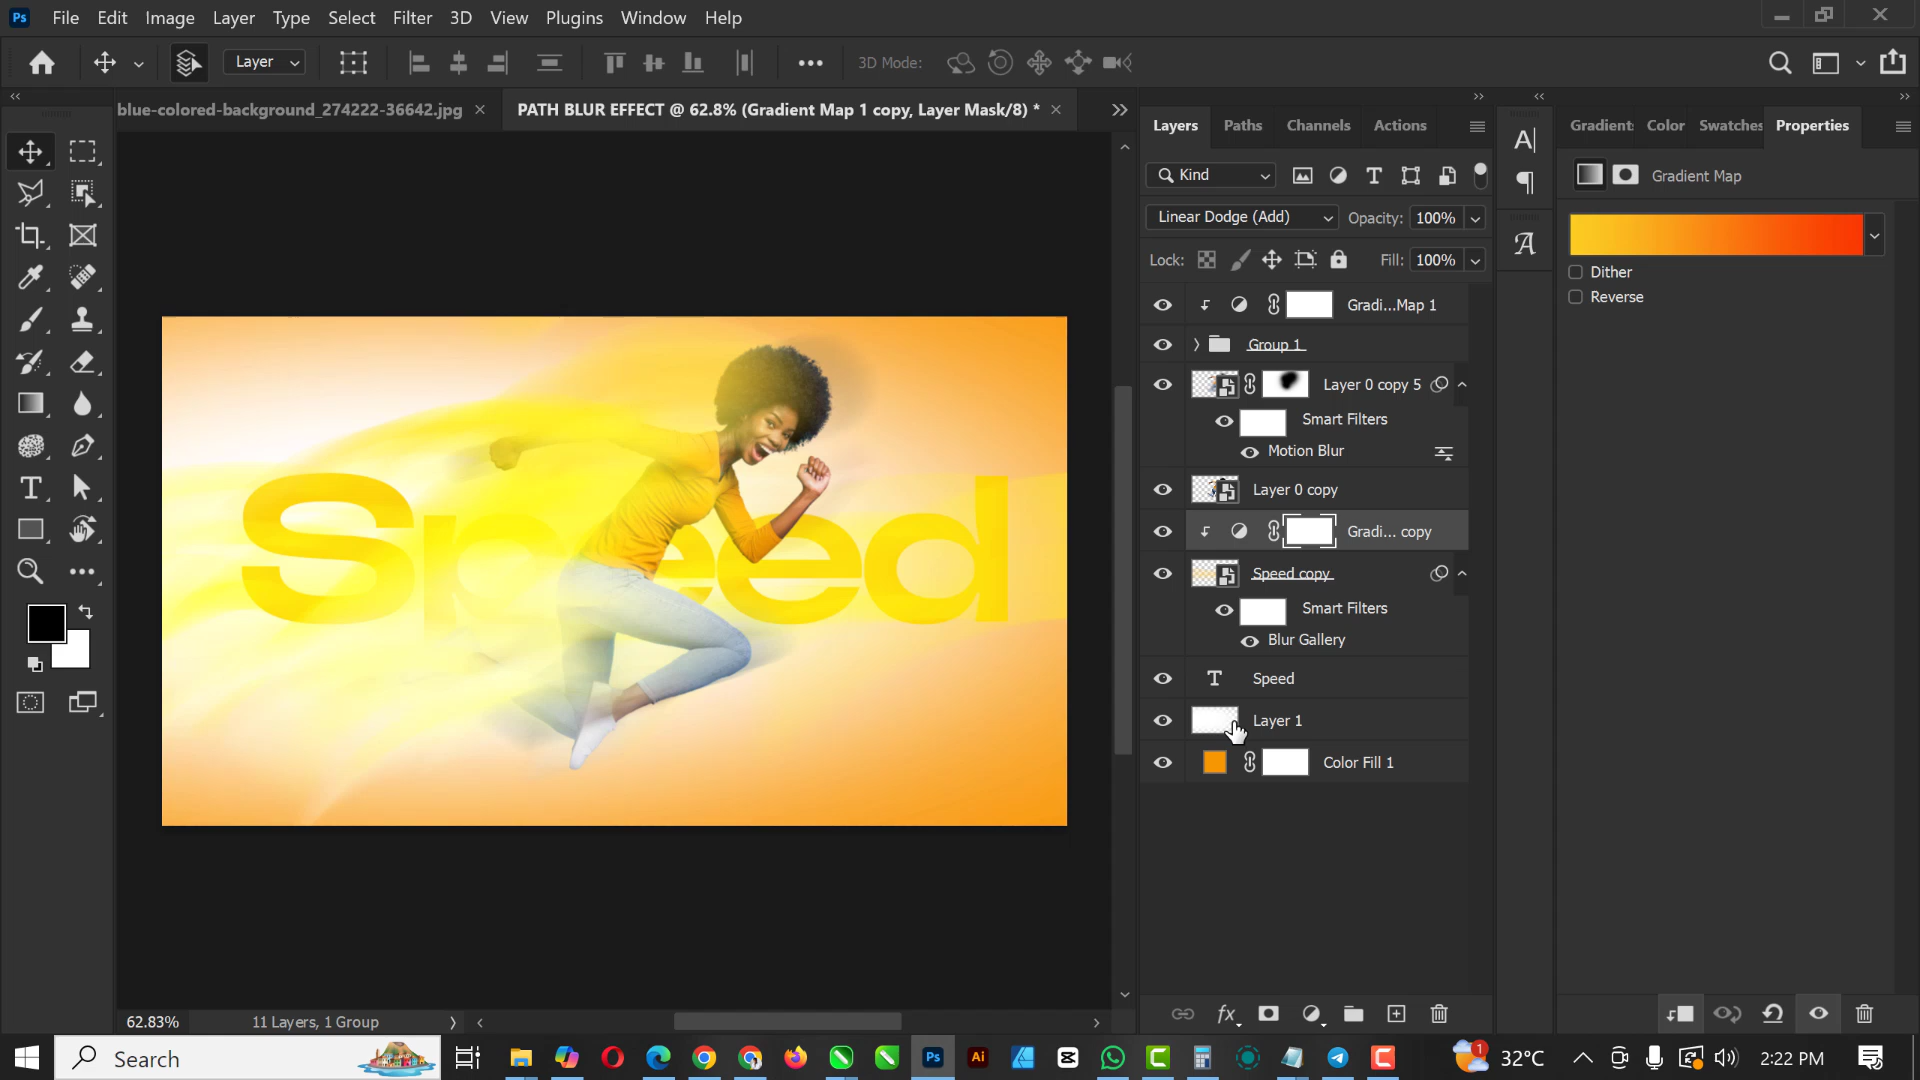 Ps File Edit Image Layer Type Select Filter 3D View Plugins Window Help
Layer 3D Mode:
blue-colored-background_274222-36642.jpg PATH BLUR EFFECT @ 62.8% (Gradient Map 1 copy, Layer Mask/8) *
Layers Paths Channels Actions
Kind
Linear Dodge (Add) Opacity: 100%
Lock: Fill: 100%
Gradi...Map 1
Group 1
Layer 0 copy 5
Smart Filters
Motion Blur
Layer 0 copy
Gradi... copy
Speed copy
Smart Filters
Blur Gallery
Speed
Layer 1
Color Fill 1
Gradient Color Swatches Properties
Gradient Map
Dither
Reverse
Speed
62.83% 11 Layers, 1 Group
fx
Search
Ps Ai
1 32°C 2:22 PM